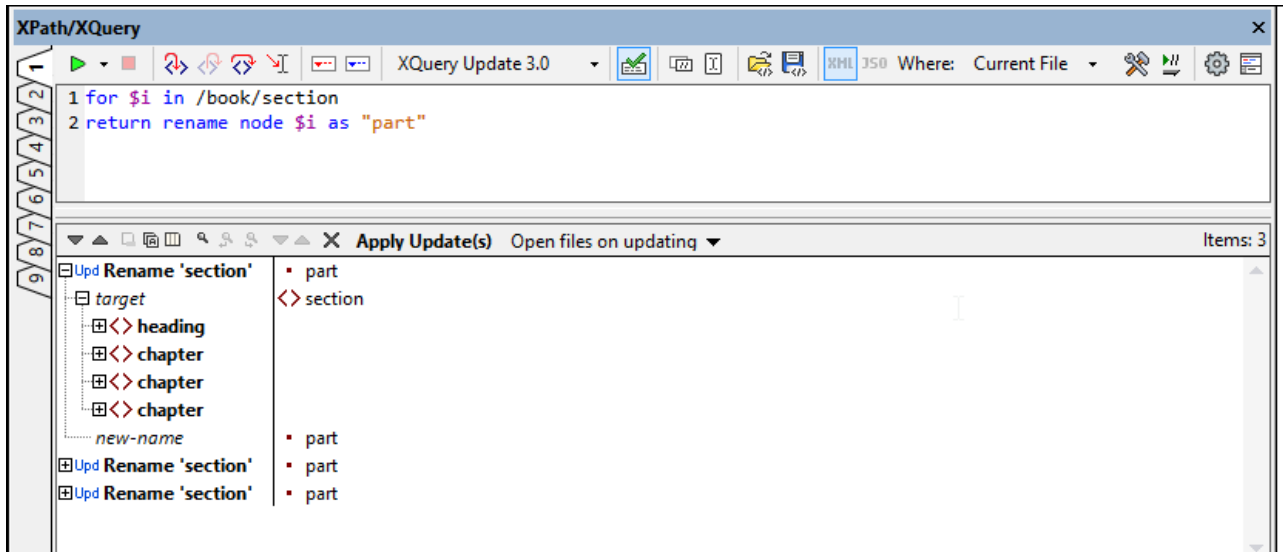 XPath/XQuery
XQuery Update 3.0 XML JSO Where: Current File
1 2 3 4 5 6 7 8 9
1 for $i in /book/section
2 return rename node $i as "part"
Apply Update(s) Open files on updating Items: 3
Upd Rename 'section' part
target <> section
<> heading
<> chapter
<> chapter
<> chapter
new-name part
Upd Rename 'section' part
Upd Rename 'section' part